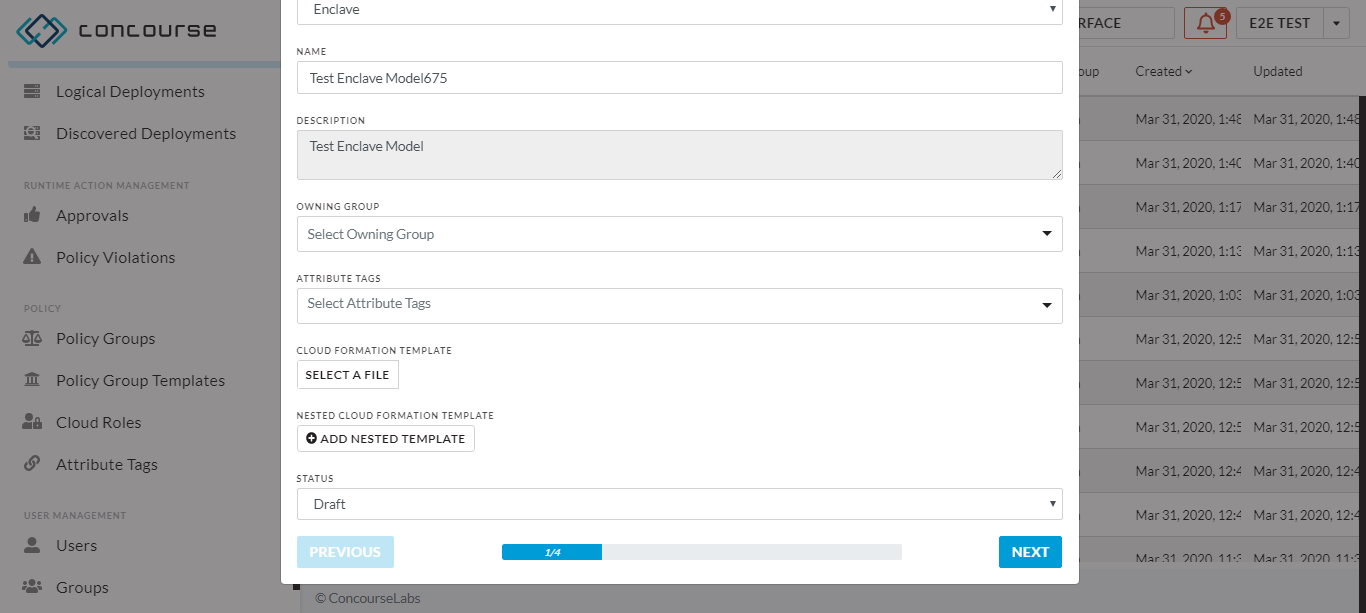 concourse
Logical Deployments
Discovered Deployments
RUNTIME ACTION MANAGEMENT
Approvals
Policy Violations
POLICY
Policy Groups
Policy Group Templates
Cloud Roles
Attribute Tags
USER MANAGEMENT
Users
Groups
Enclave
NAME
Test Enclave Model675
DESCRIPTION
Test Enclave Model
OWNING GROUP
Select Owning Group
ATTRIBUTE TAGS
Select Attribute Tags
CLOUD FORMATION TEMPLATE
SELECT A FILE
NESTED CLOUD FORMATION TEMPLATE
ADD NESTED TEMPLATE
STATUS
Draft
PREVIOUS
1/4
NEXT
RFACE
5
E2E TEST
oup Created Updated
Mar 31, 2020, 1:48 Mar 31, 2020, 1:48
Mar 31, 2020, 1:40 Mar 31, 2020, 1:40
Mar 31, 2020, 1:17 Mar 31, 2020, 1:17
Mar 31, 2020, 1:13 Mar 31, 2020, 1:13
Mar 31, 2020, 1:03 Mar 31, 2020, 1:03
Mar 31, 2020, 12:5 Mar 31, 2020, 12:5
Mar 31, 2020, 12:5 Mar 31, 2020, 12:5
Mar 31, 2020, 12:5 Mar 31, 2020, 12:5
Mar 31, 2020, 12:4 Mar 31, 2020, 12:4
Mar 31, 2020, 12:4 Mar 31, 2020, 12:4
Mar 31, 2020, 11:3 Mar 31, 2020, 11:3
© ConcourseLabs